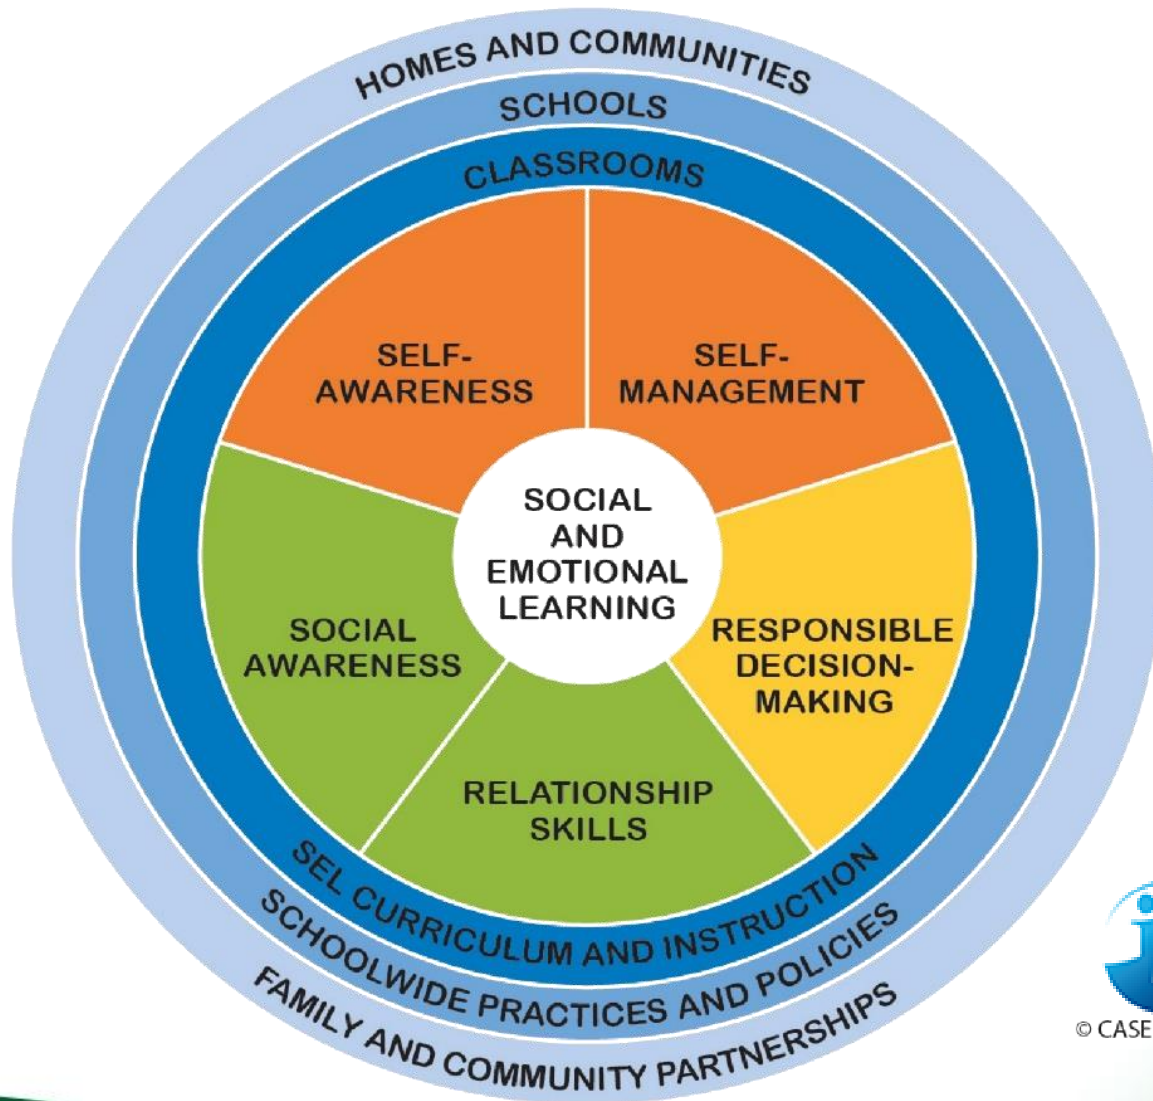 HOMES AND COMMUNITIES
SCHOOLS
CLASSROOMS
SELF-
AWARENESS
SELF-
MANAGEMENT
SOCIAL
AND
EMOTIONAL
LEARNING
SOCIAL
AWARENESS
RESPONSIBLE
DECISION-
MAKING
RELATIONSHIP
SKILLS
SEL CURRICULUM AND INSTRUCTION
SCHOOLWIDE PRACTICES AND POLICIES
FAMILY AND COMMUNITY PARTNERSHIPS
© CASE